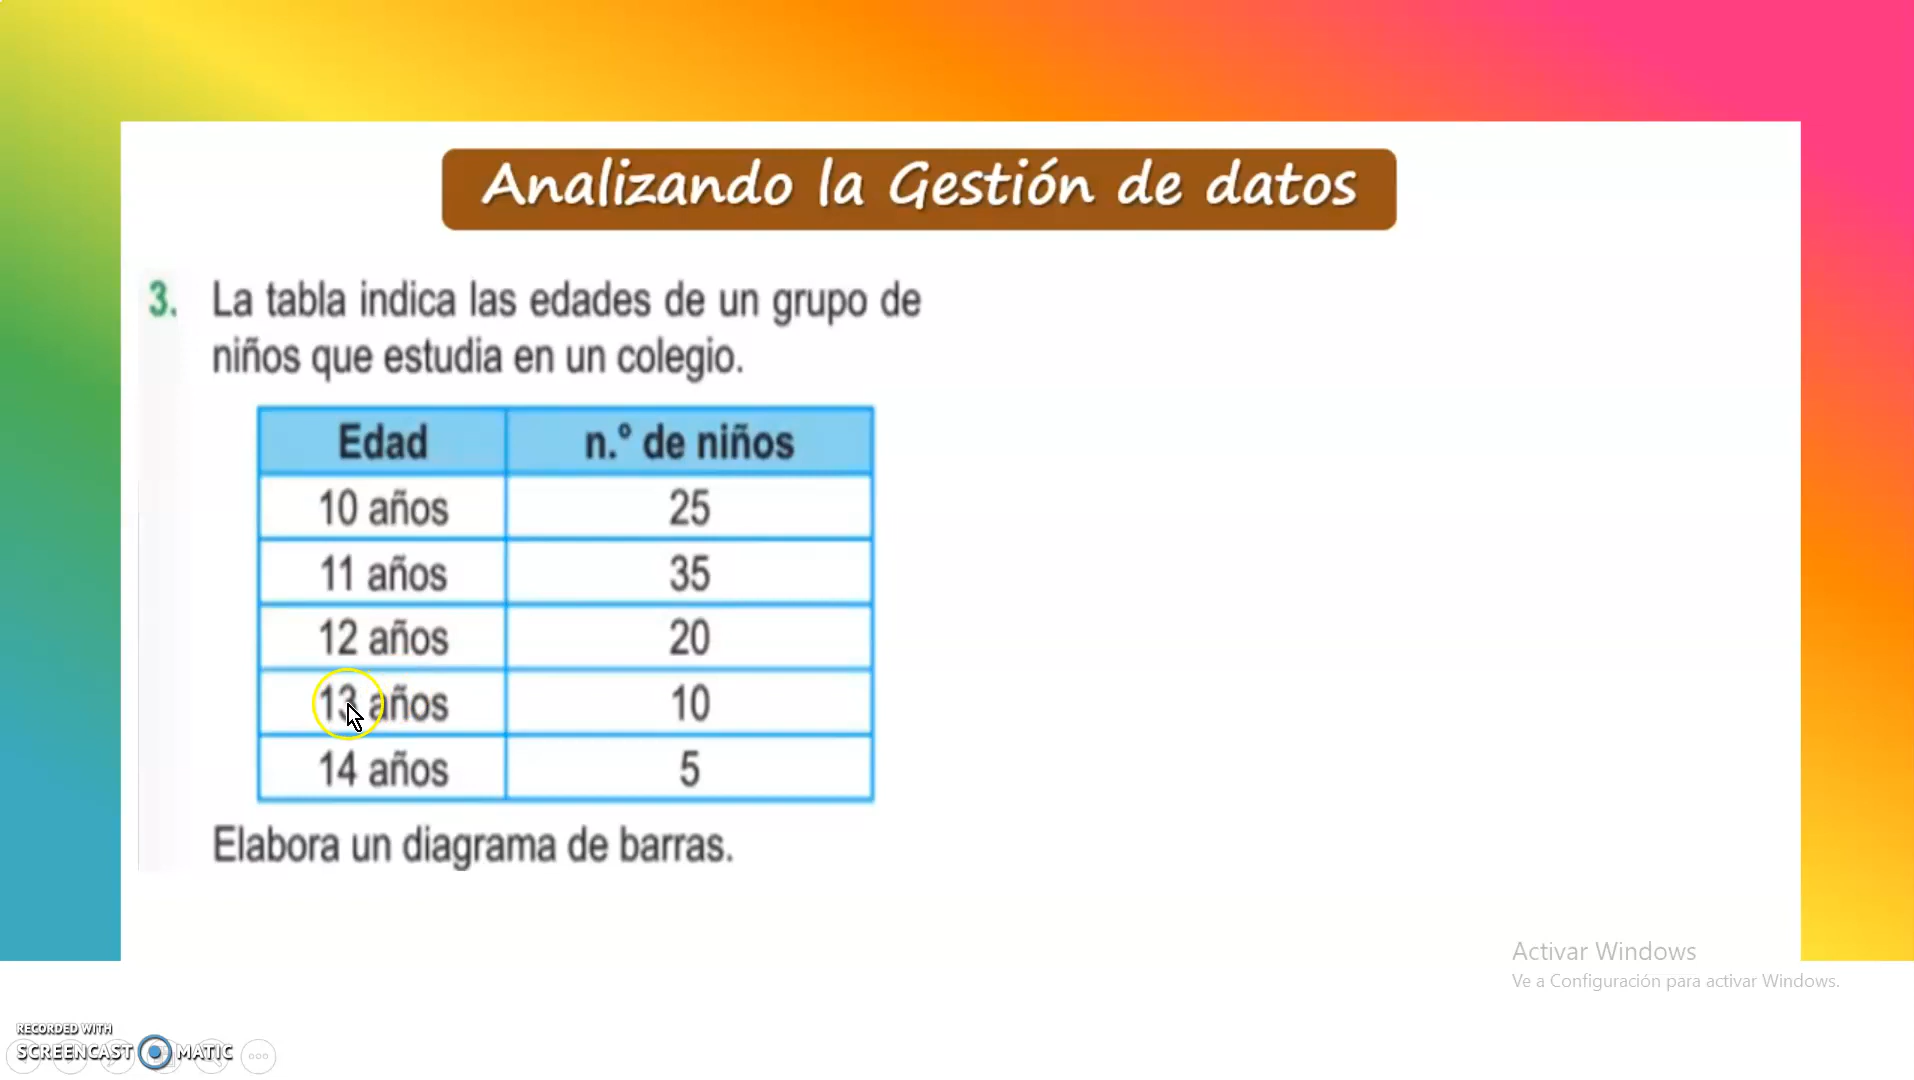 Analizando la Gestión de datos
3. La tabla indica las edades de un grupo de
niños que estudia en un colegio.
Edad n.° de niños
10 años 25
11 años 35
12 años 20
13 años 10
14 años 5
Elabora un diagrama de barras.
Activar Windows
Ve a Configuración para activar Windows.
RECORDED WITH
SCREENCAST MATIC